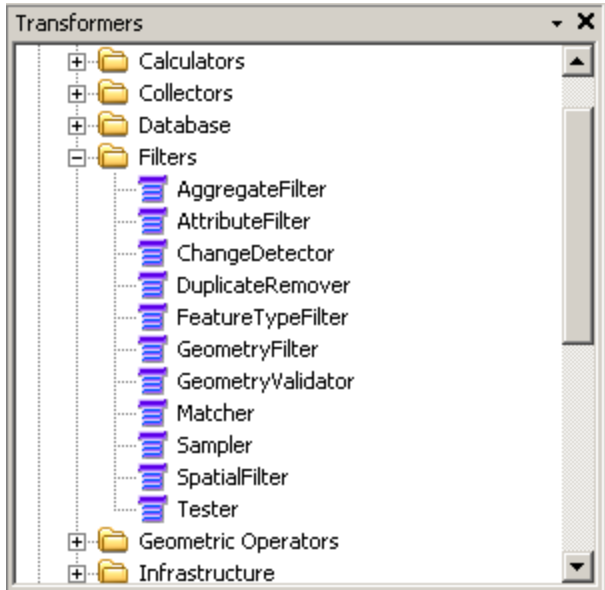 Transformers
Calculators
Collectors
Database
Filters
AggregateFilter
AttributeFilter
ChangeDetector
DuplicateRemover
FeatureTypeFilter
GeometryFilter
GeometryValidator
Matcher
Sampler
SpatialFilter
Tester
Geometric Operators
Infrastructure